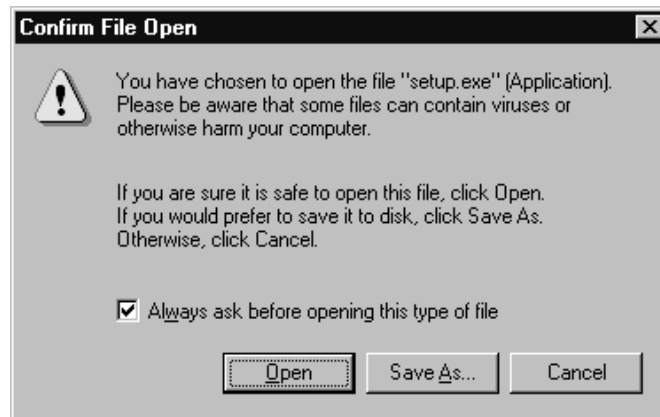 Confirm File Open
You have chosen to open the file "setup.exe" (Application).
Please be aware that some files can contain viruses or
otherwise harm your computer.
If you are sure it is safe to open this file, click Open.
If you would prefer to save it to disk, click Save As.
Otherwise, click Cancel.
Always ask before opening this type of file
Open
Save As...
Cancel